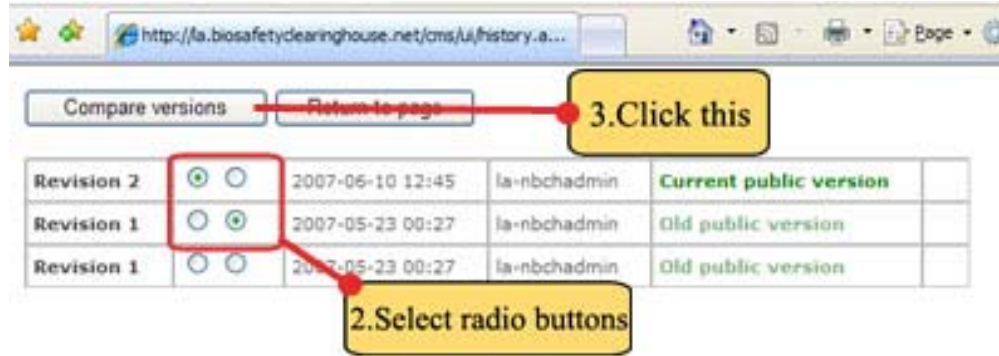 http://la.biosafetyclearinghouse.net/cms/ui/history.a...
Page
Compare versions Return to page
3.Click this
Revision 2 2007-06-10 12:45 la-nbchadmin Current public version
Revision 1 2007-05-23 00:27 la-nbchadmin Old public version
Revision 1 2007-05-23 00:27 la-nbchadmin Old public version
2.Select radio buttons